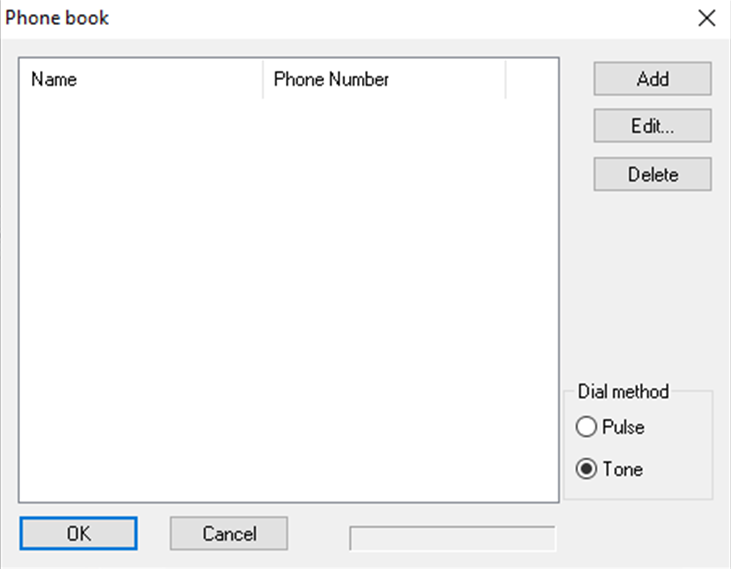 Phone book
Name Phone Number
Add
Edit...
Delete
Dial method
Pulse
Tone
OK Cancel